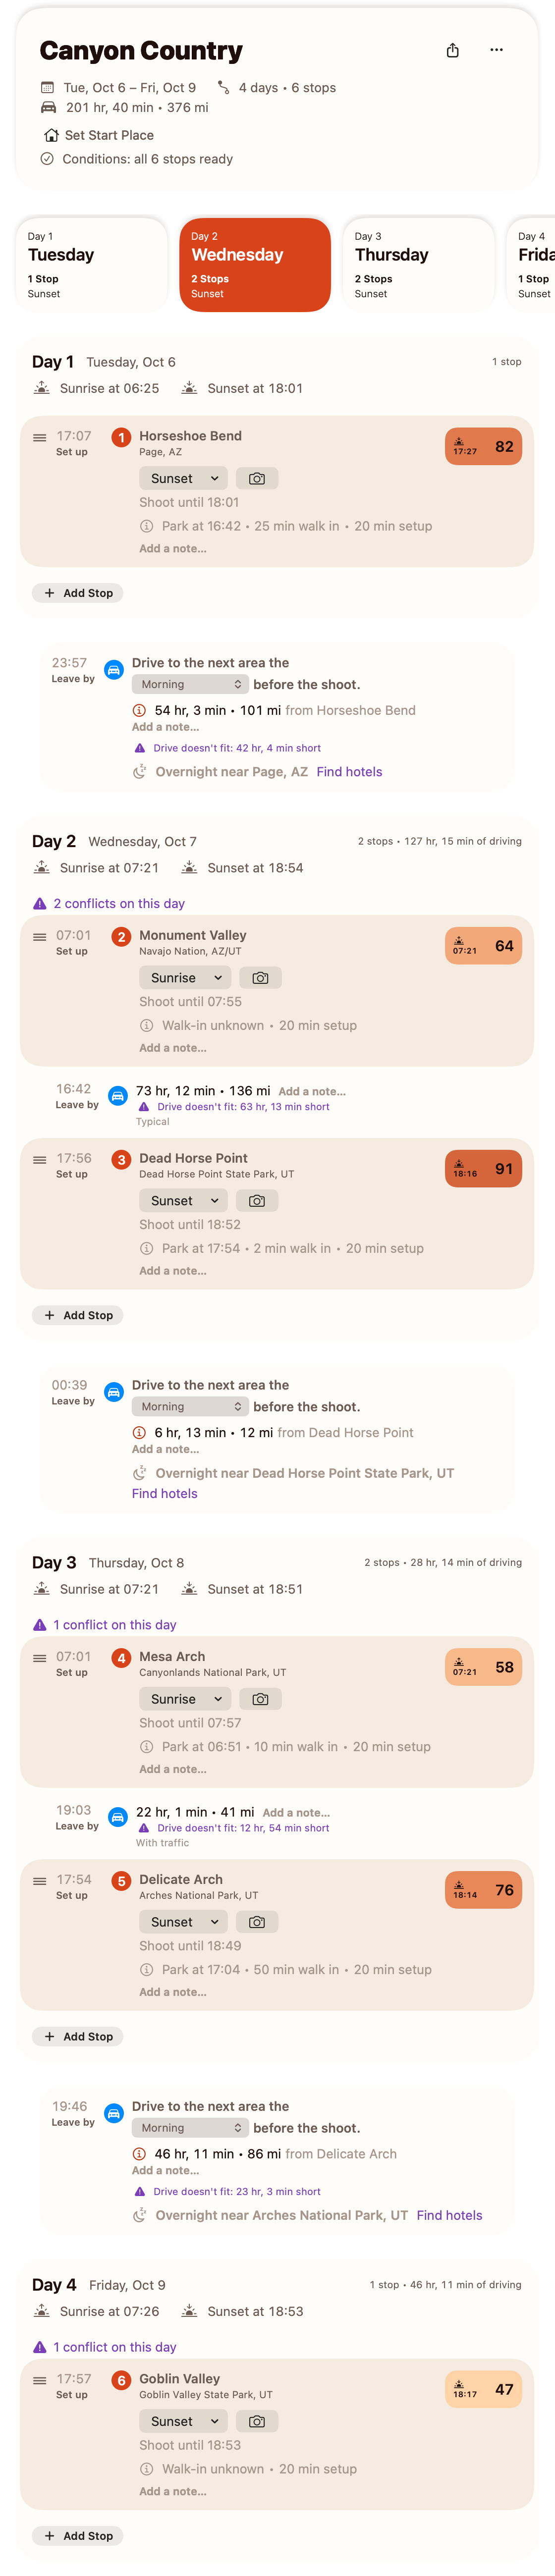 Canyon Country
Tue, Oct 6 – Fri, Oct 9 4 days • 6 stops
201 hr, 40 min • 376 mi
Set Start Place
Conditions: all 6 stops ready
Day 1
Tuesday
1 Stop
Sunset
Day 2
Wednesday
2 Stops
Sunset
Day 3
Thursday
2 Stops
Sunset
Day 4
Frida
1 Stop
Sunset
Day 1 Tuesday, Oct 6 1 stop
Sunrise at 06:25 Sunset at 18:01
17:07 1 Horseshoe Bend
Set up Page, AZ
17:27 82
Sunset
Shoot until 18:01
Park at 16:42 • 25 min walk in • 20 min setup
Add a note...
+ Add Stop
23:57 Drive to the next area the
Leave by Morning before the shoot.
54 hr, 3 min • 101 mi from Horseshoe Bend
Add a note...
Drive doesn't fit: 42 hr, 4 min short
Overnight near Page, AZ Find hotels
Day 2 Wednesday, Oct 7 2 stops • 127 hr, 15 min of driving
Sunrise at 07:21 Sunset at 18:54
2 conflicts on this day
07:01 2 Monument Valley
Set up Navajo Nation, AZ/UT
07:21 64
Sunrise
Shoot until 07:55
Walk-in unknown • 20 min setup
Add a note...
16:42 73 hr, 12 min • 136 mi Add a note...
Leave by Drive doesn't fit: 63 hr, 13 min short
Typical
17:56 3 Dead Horse Point
Set up Dead Horse Point State Park, UT
18:16 91
Sunset
Shoot until 18:52
Park at 17:54 • 2 min walk in • 20 min setup
Add a note...
+ Add Stop
00:39 Drive to the next area the
Leave by Morning before the shoot.
6 hr, 13 min • 12 mi from Dead Horse Point
Add a note...
Overnight near Dead Horse Point State Park, UT
Find hotels
Day 3 Thursday, Oct 8 2 stops • 28 hr, 14 min of driving
Sunrise at 07:21 Sunset at 18:51
1 conflict on this day
07:01 4 Mesa Arch
Set up Canyonlands National Park, UT
07:21 58
Sunrise
Shoot until 07:57
Park at 06:51 • 10 min walk in • 20 min setup
Add a note...
19:03 22 hr, 1 min • 41 mi Add a note...
Leave by Drive doesn't fit: 12 hr, 54 min short
With traffic
17:54 5 Delicate Arch
Set up Arches National Park, UT
18:14 76
Sunset
Shoot until 18:49
Park at 17:04 • 50 min walk in • 20 min setup
Add a note...
+ Add Stop
19:46 Drive to the next area the
Leave by Morning before the shoot.
46 hr, 11 min • 86 mi from Delicate Arch
Add a note...
Drive doesn't fit: 23 hr, 3 min short
Overnight near Arches National Park, UT Find hotels
Day 4 Friday, Oct 9 1 stop • 46 hr, 11 min of driving
Sunrise at 07:26 Sunset at 18:53
1 conflict on this day
17:57 6 Goblin Valley
Set up Goblin Valley State Park, UT
18:17 47
Sunset
Shoot until 18:53
Walk-in unknown • 20 min setup
Add a note...
+ Add Stop